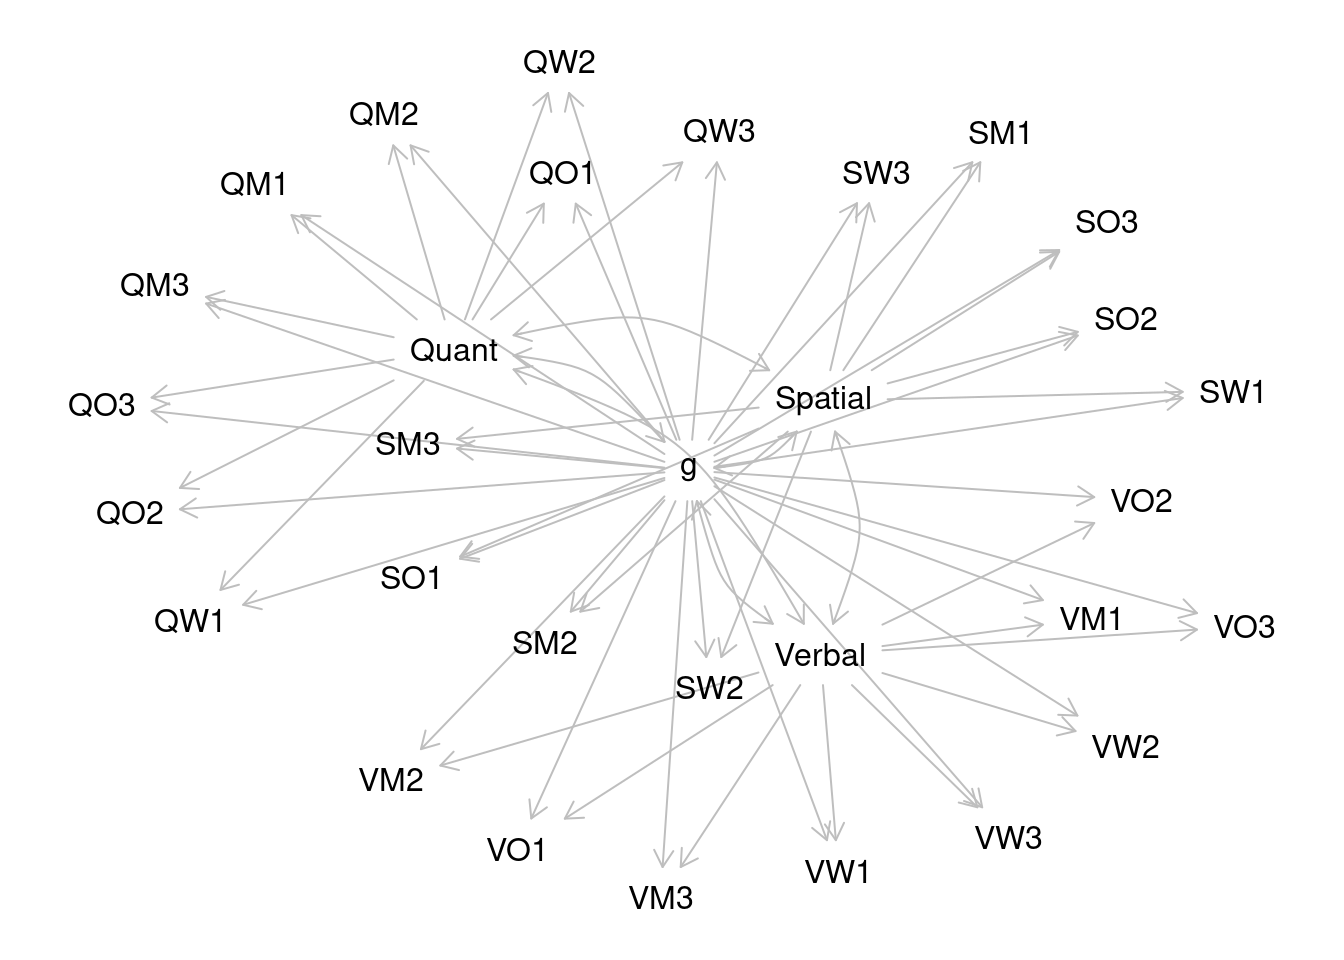 QW2
QM2
QW3
SM1
QO1
SW3
QM1
SO3
QM3
SO2
Quant
Spatial
SW1
QO3
SM3
g
VO2
QO2
SO1
QW1
VM1
VO3
SM2
Verbal
SW2
VW2
VM2
VW3
VO1
VW1
VM3